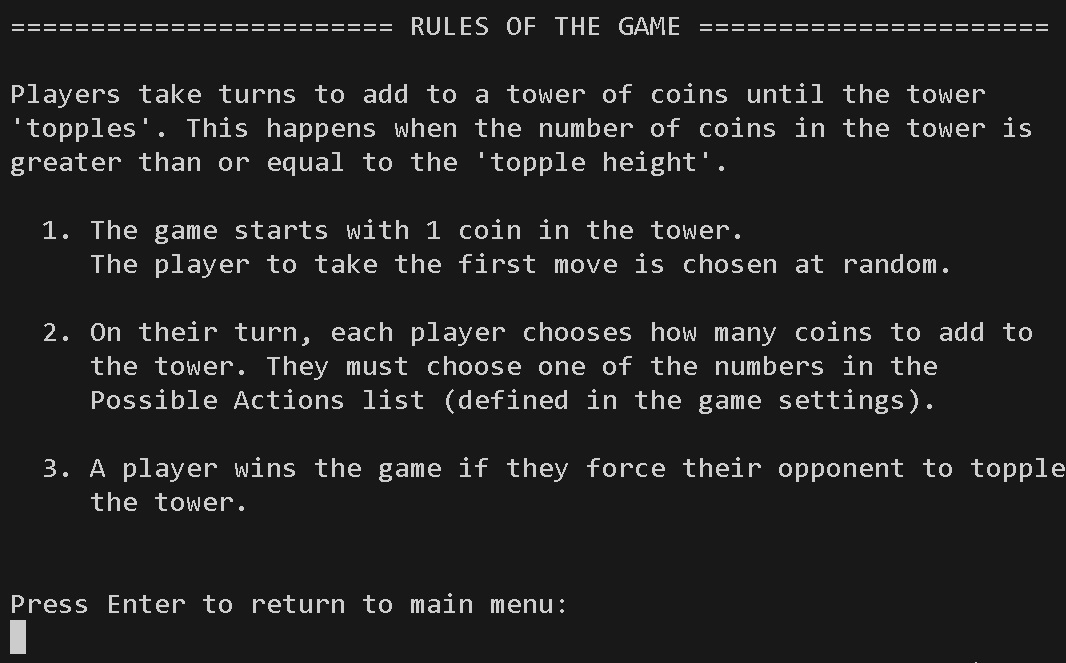 ======================== RULES OF THE GAME ======================
Players take turns to add to a tower of coins until the tower
'topples'. This happens when the number of coins in the tower is
greater than or equal to the 'topple height'.
1. The game starts with 1 coin in the tower.
The player to take the first move is chosen at random.
2. On their turn, each player chooses how many coins to add to
the tower. They must choose one of the numbers in the
Possible Actions list (defined in the game settings).
3. A player wins the game if they force their opponent to topple
the tower.
Press Enter to return to main menu: